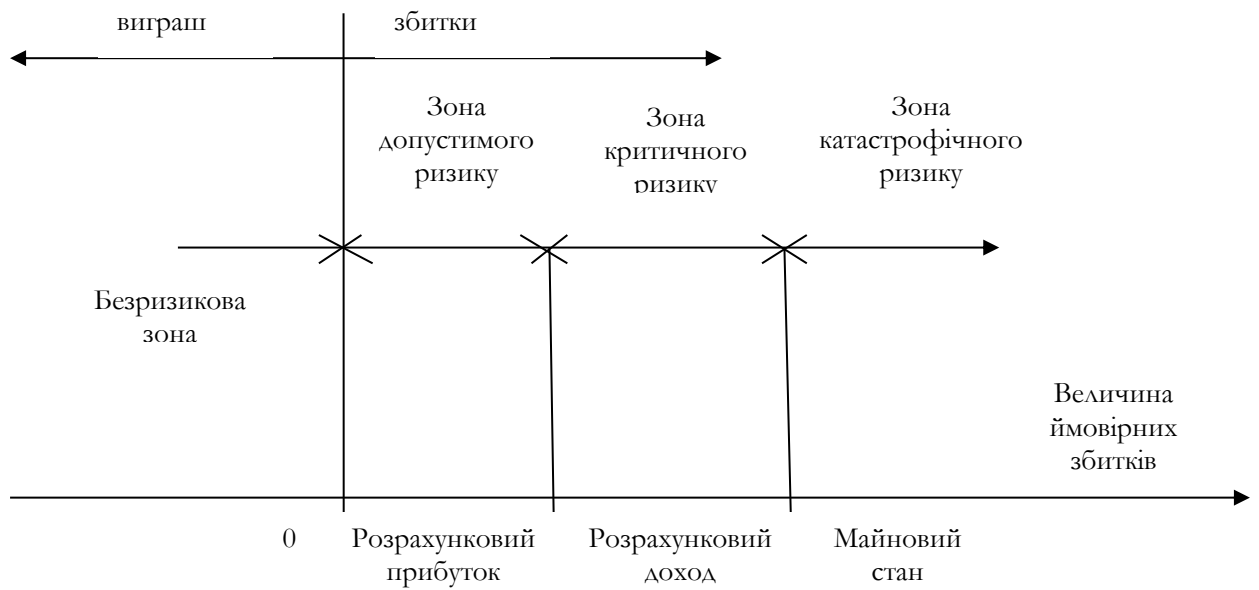 виграш
збитки
Зона
допустимого
ризику
Зона
критичного
ризику
Зона
катастрофічного
ризику
Безризикова
зона
Величина
ймовірних
збитків
0
Розрахунковий
прибуток
Розрахунковий
доход
Майновий
стан